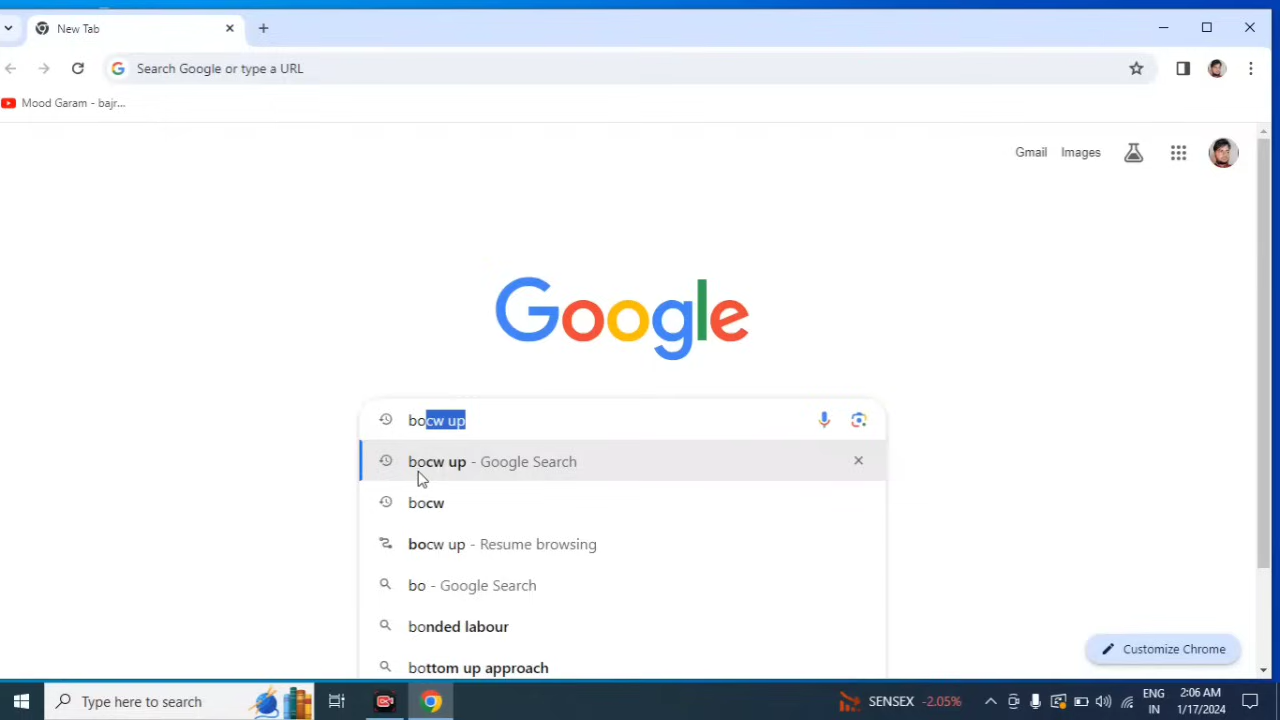 New Tab
Search Google or type a URL
Mood Garam - bajr...
Gmail Images
Google
bocw up
bocw up - Google Search
bocw
bocw up - Resume browsing
bo - Google Search
bonded labour
bottom up approach
Customize Chrome
Type here to search
SENSEX -2.05%
ENG
IN
2:06 AM
1/17/2024